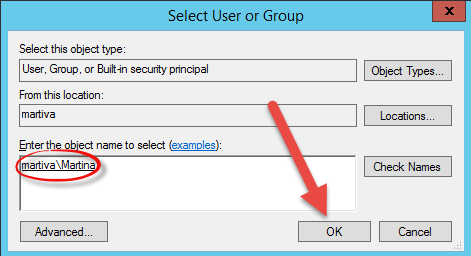 Select User or Group
x
Select this object type:
User, Group, or Built-in security principal
Object Types...
From this location:
martiva
Locations...
Enter the object name to select (examples):
martiva\Martina
Check Names
Advanced...
OK
Cancel